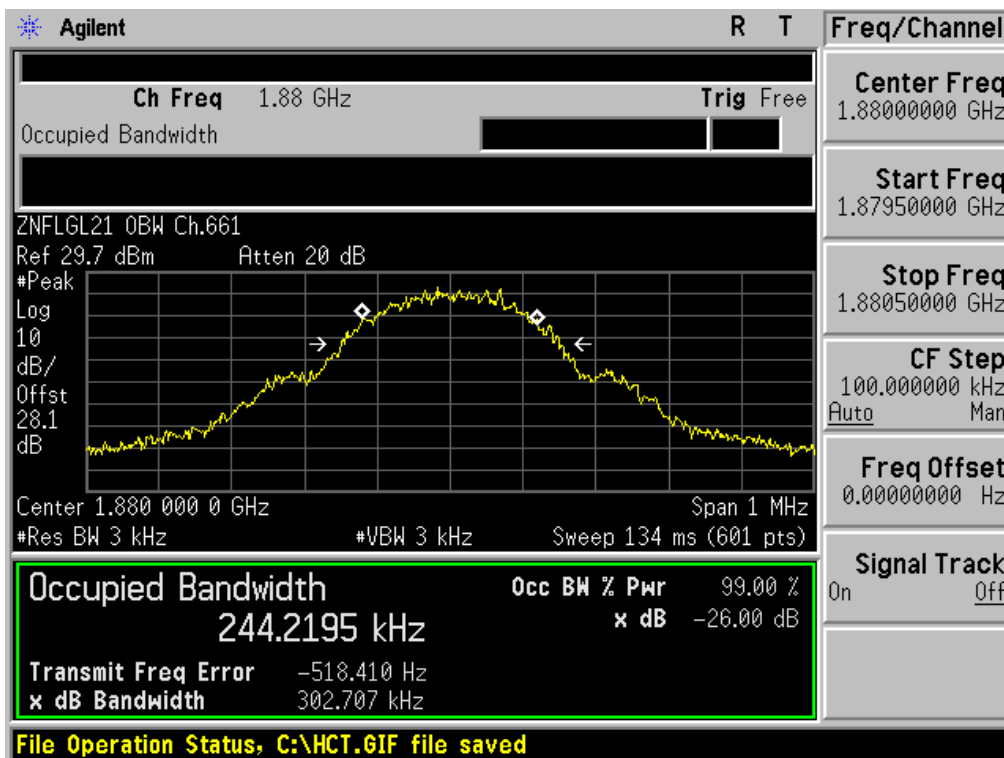 Agilent R T Freq/Channel
Ch Freq 1.88 GHz Trig Free
Occupied Bandwidth
Center Freq
1.88000000 GHz
Start Freq
1.87950000 GHz
Stop Freq
1.88050000 GHz
CF Step
100.000000 kHz
Auto Man
Freq Offset
0.00000000 Hz
Signal Track
On Off
ZNFLGL21 OBW Ch.661
Ref 29.7 dBm Atten 20 dB
#Peak
Log
10
dB/
Offst
28.1
dB
Center 1.880 000 0 GHz Span 1 MHz
#Res BW 3 kHz #VBW 3 kHz Sweep 134 ms (601 pts)
Occupied Bandwidth Occ BW % Pwr 99.00 %
244.2195 kHz x dB -26.00 dB
Transmit Freq Error -518.410 Hz
x dB Bandwidth 302.707 kHz
File Operation Status, C:\HCT.GIF file saved